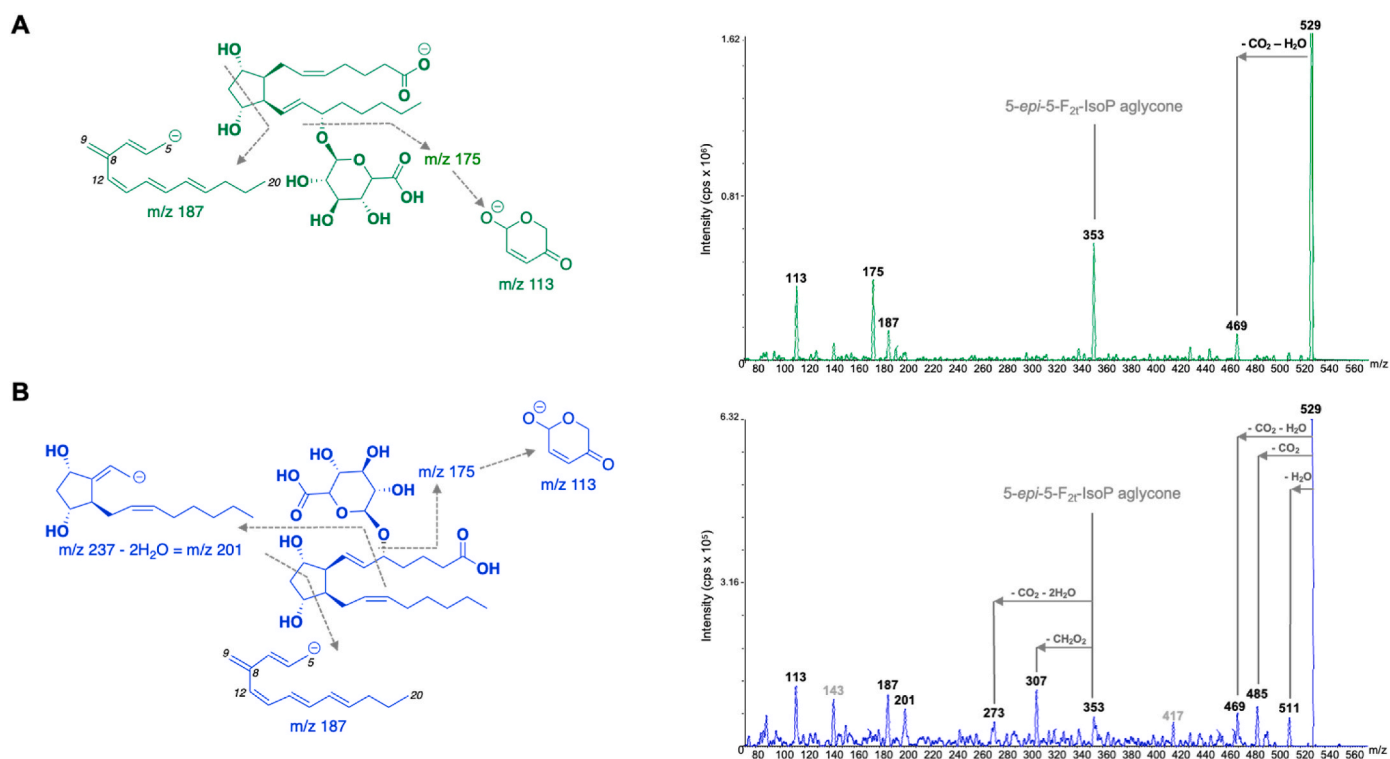 A
HO
HO
O
O
⊖
O
HO
HO
OH
O
O
OH
9
8
⊖
5
12
20
m/z 187
m/z 175
⊖
O
O
O
m/z 113
1.62
0.81
0
Intensity (cps x 10⁶)
529
- CO₂ – H₂O
5-epi-5-F₂ₜ-IsoP aglycone
353
113
175
187
469
80 100 120 140 160 180 200 220 240 260 280 300 320 340 360 380 400 420 440 460 480 500 520 540 560 m/z
B
HO
HO
⊖
m/z 237 - 2H₂O = m/z 201
HO
OH
HO
O
O
OH
O
HO
HO
O
OH
m/z 175
⊖
O
O
O
m/z 113
9
8
⊖
5
12
20
m/z 187
6.32
3.16
0
Intensity (cps x 10⁵)
529
- CO₂ - H₂O
- CO₂
- H₂O
5-epi-5-F₂ₜ-IsoP aglycone
- CO₂ - 2H₂O
- CH₂O₂
113
143
187
201
273
307
353
417
469
485
511
80 100 120 140 160 180 200 220 240 260 280 300 320 340 360 380 400 420 440 460 480 500 520 540 560 m/z